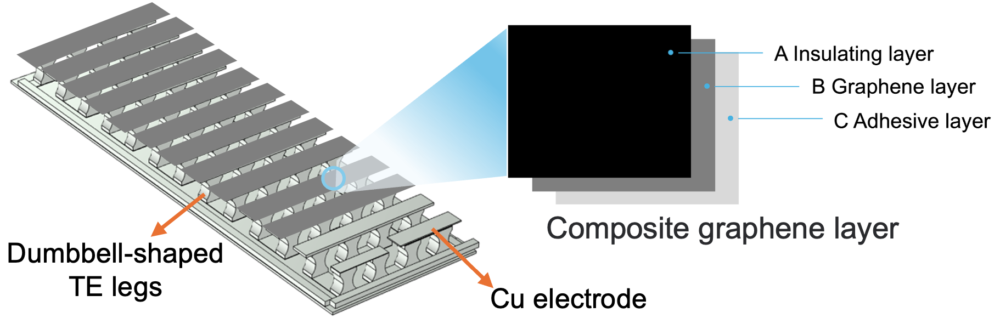 A Insulating layer
B Graphene layer
C Adhesive layer
Composite graphene layer
Dumbbell-shaped
TE legs
Cu electrode